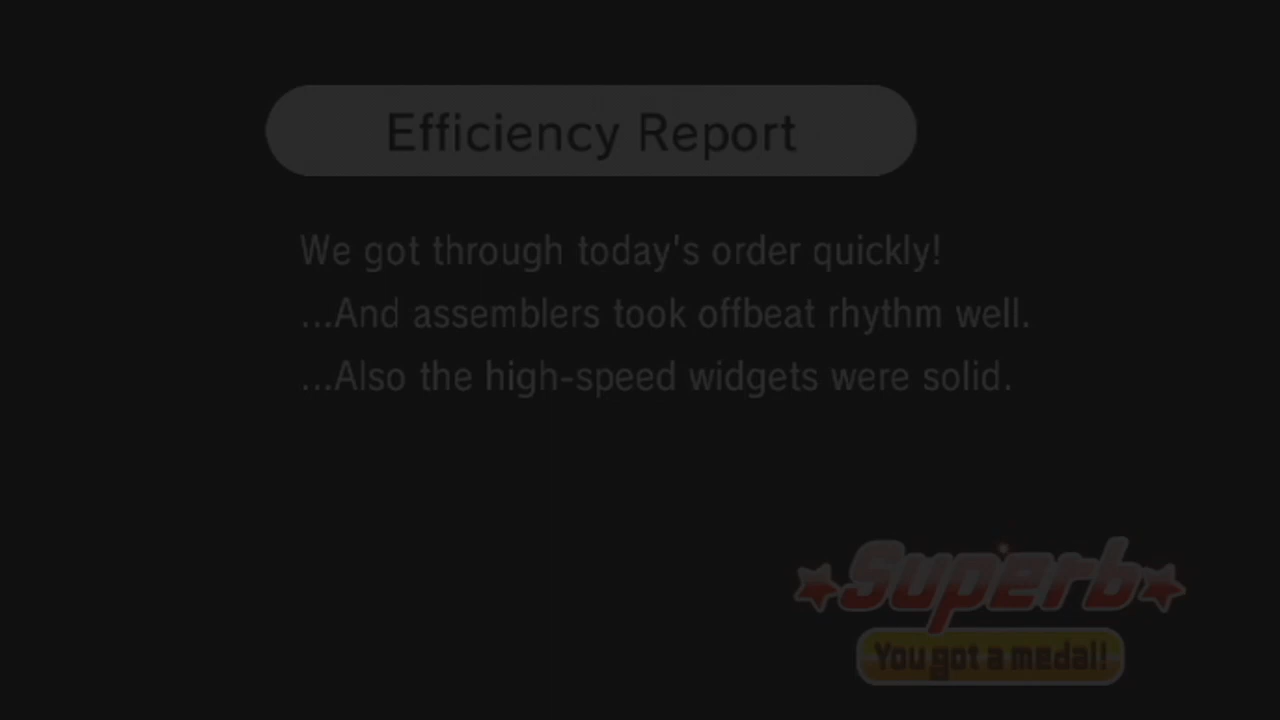 Efficiency Report
We got through today's order quickly!
...And assemblers took offbeat rhythm well.
...Also the high-speed widgets were solid.
Superb
You got a medal!